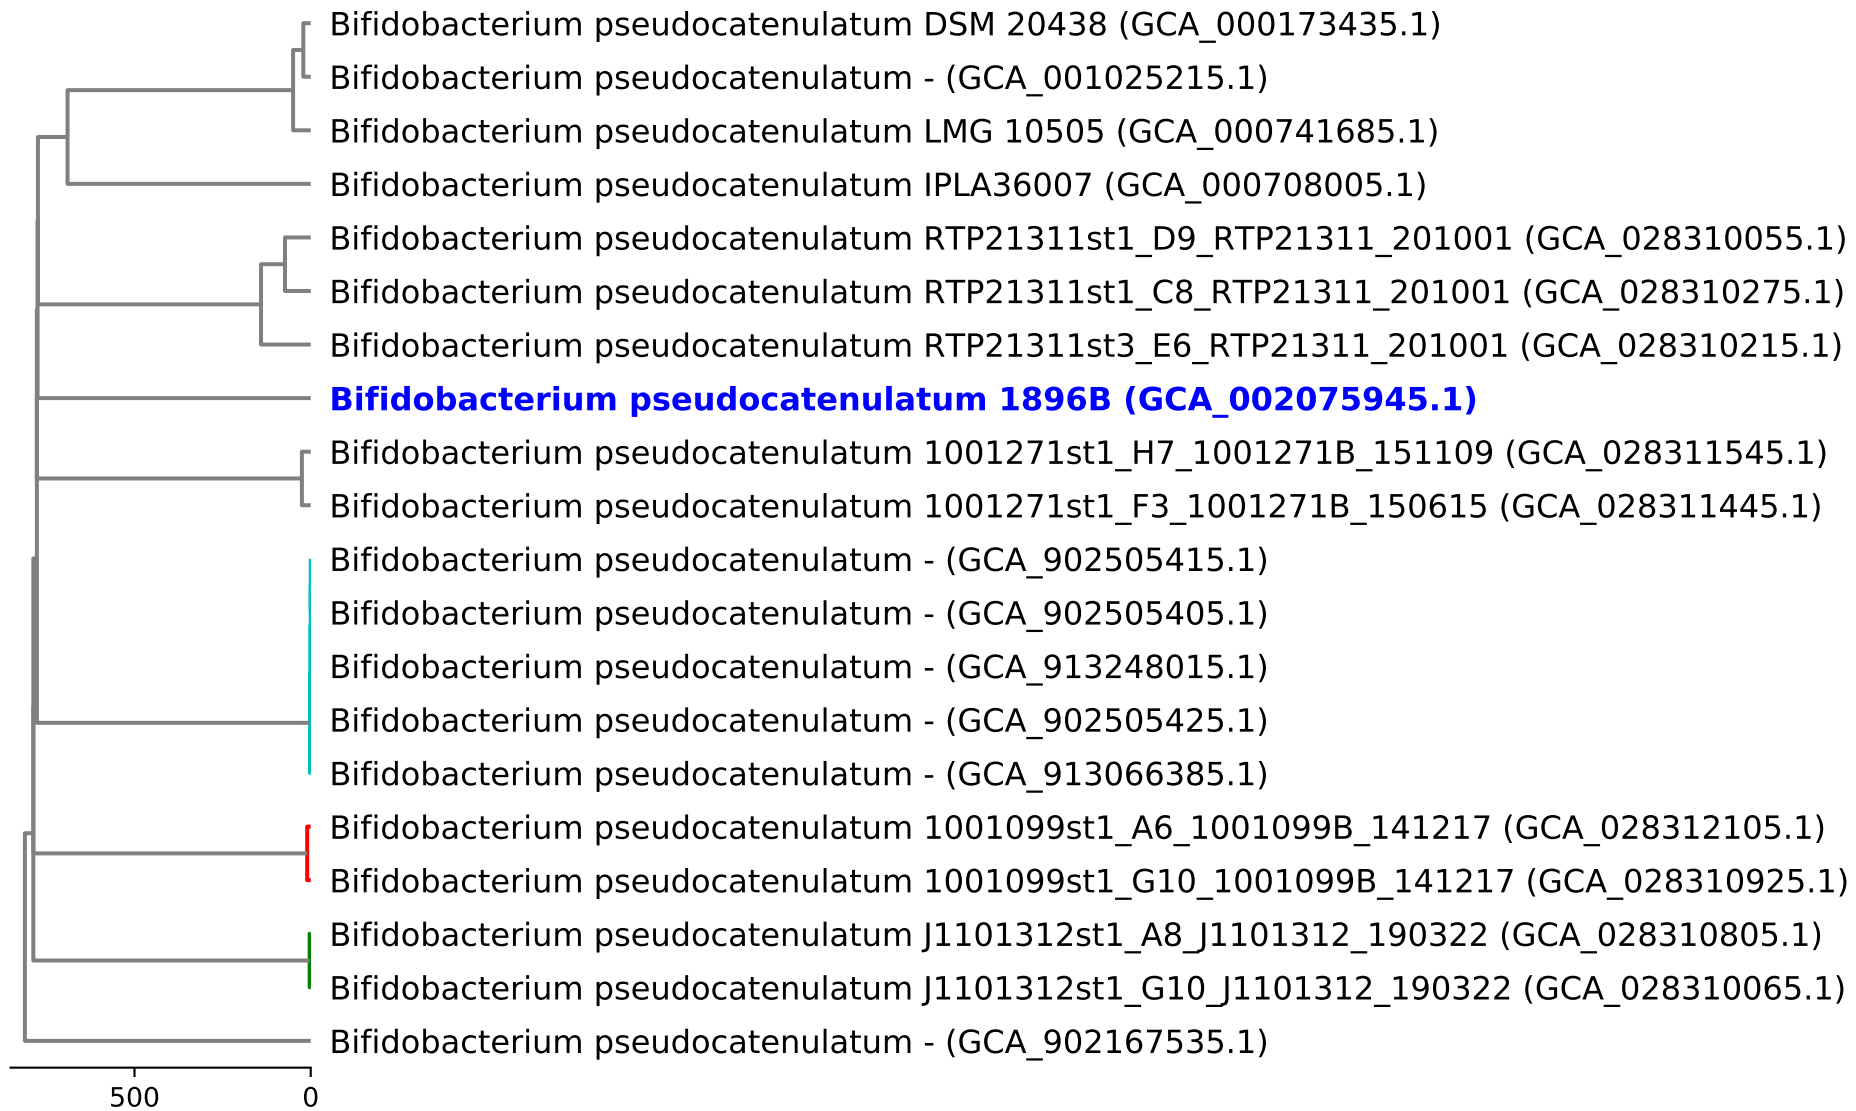 Bifidobacterium pseudocatenulatum DSM 20438 (GCA_000173435.1)
Bifidobacterium pseudocatenulatum - (GCA_001025215.1)
Bifidobacterium pseudocatenulatum LMG 10505 (GCA_000741685.1)
Bifidobacterium pseudocatenulatum IPLA36007 (GCA_000708005.1)
Bifidobacterium pseudocatenulatum RTP21311st1_D9_RTP21311_201001 (GCA_028310055.1)
Bifidobacterium pseudocatenulatum RTP21311st1_C8_RTP21311_201001 (GCA_028310275.1)
Bifidobacterium pseudocatenulatum RTP21311st3_E6_RTP21311_201001 (GCA_028310215.1)
Bifidobacterium pseudocatenulatum 1896B (GCA_002075945.1)
Bifidobacterium pseudocatenulatum 1001271st1_H7_1001271B_151109 (GCA_028311545.1)
Bifidobacterium pseudocatenulatum 1001271st1_F3_1001271B_150615 (GCA_028311445.1)
Bifidobacterium pseudocatenulatum - (GCA_902505415.1)
Bifidobacterium pseudocatenulatum - (GCA_902505405.1)
Bifidobacterium pseudocatenulatum - (GCA_913248015.1)
Bifidobacterium pseudocatenulatum - (GCA_902505425.1)
Bifidobacterium pseudocatenulatum - (GCA_913066385.1)
Bifidobacterium pseudocatenulatum 1001099st1_A6_1001099B_141217 (GCA_028312105.1)
Bifidobacterium pseudocatenulatum 1001099st1_G10_1001099B_141217 (GCA_028310925.1)
Bifidobacterium pseudocatenulatum J1101312st1_A8_J1101312_190322 (GCA_028310805.1)
Bifidobacterium pseudocatenulatum J1101312st1_G10_J1101312_190322 (GCA_028310065.1)
Bifidobacterium pseudocatenulatum - (GCA_902167535.1)
500 0